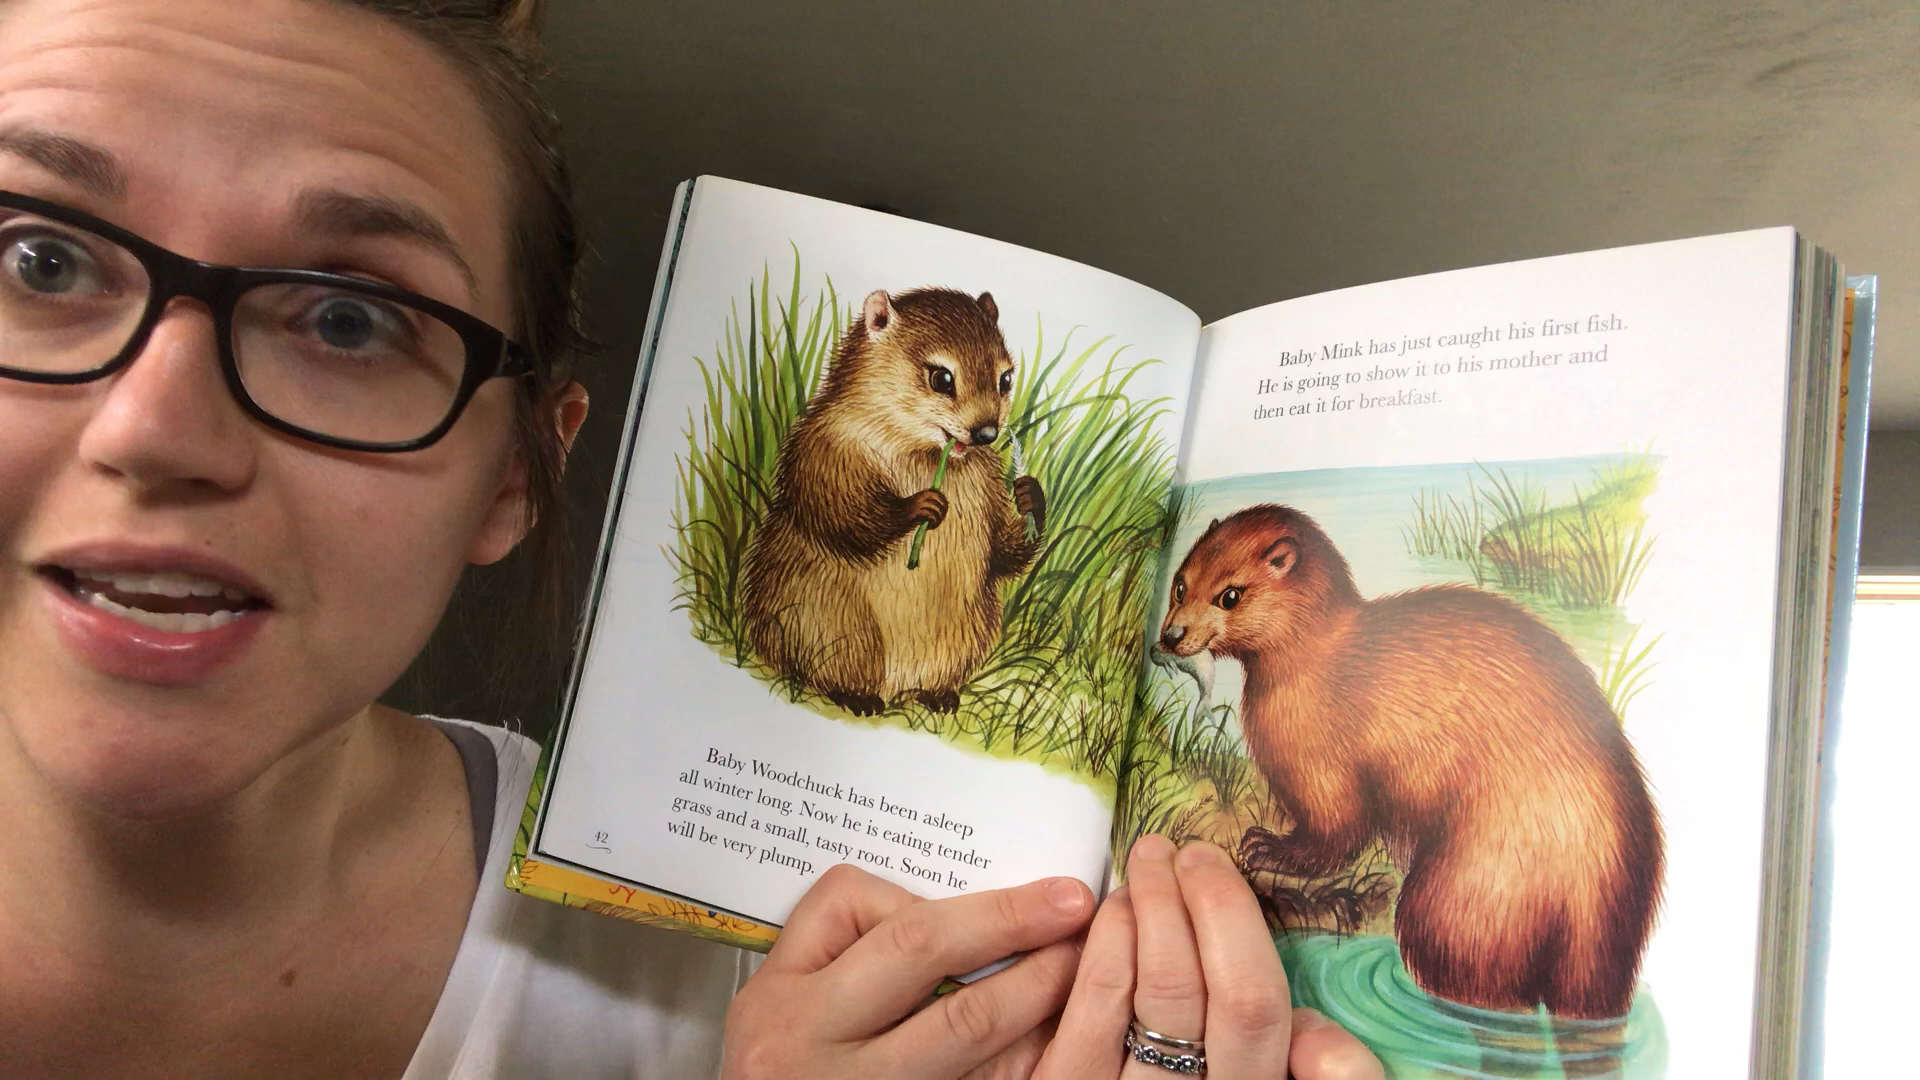 Baby Woodchuck has been asleep
all winter long. Now he is eating tender
grass and a small, tasty root. Soon he
will be very plump.
42
Baby Mink has just caught his first fish.
He is going to show it to his mother and
then eat it for breakfast.